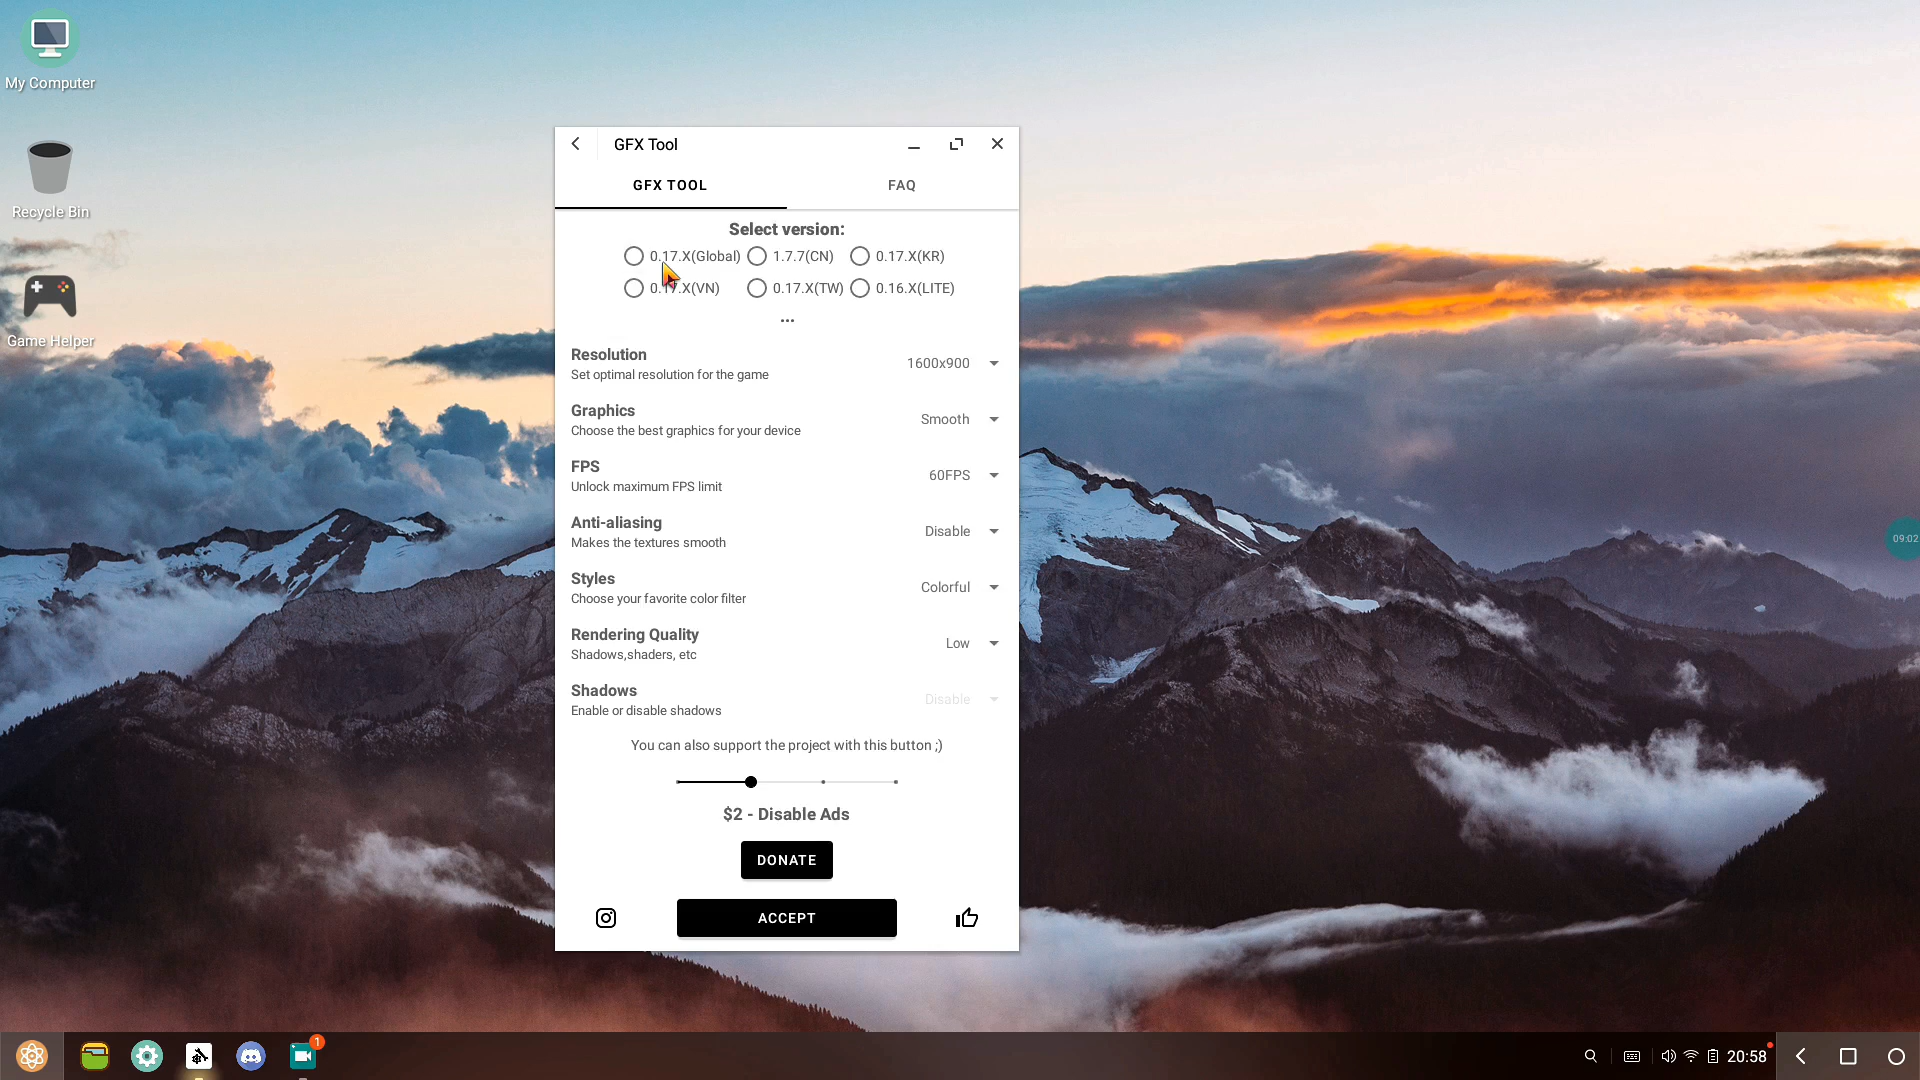 My Computer
Recycle Bin
Game Helper
GFX Tool
GFX TOOL
FAQ
Select version:
0.17.X(Global)
1.7.7(CN)
0.17.X(KR)
0.17.X(VN)
0.17.X(TW)
0.16.X(LITE)
...
Resolution
Set optimal resolution for the game
1600x900
Graphics
Choose the best graphics for your device
Smooth
FPS
Unlock maximum FPS limit
60FPS
Anti-aliasing
Makes the textures smooth
Disable
Styles
Choose your favorite color filter
Colorful
Rendering Quality
Shadows,shaders, etc
Low
Shadows
Enable or disable shadows
Disable
You can also support the project with this button ;)
$2 - Disable Ads
DONATE
ACCEPT
09:02
1
20:58